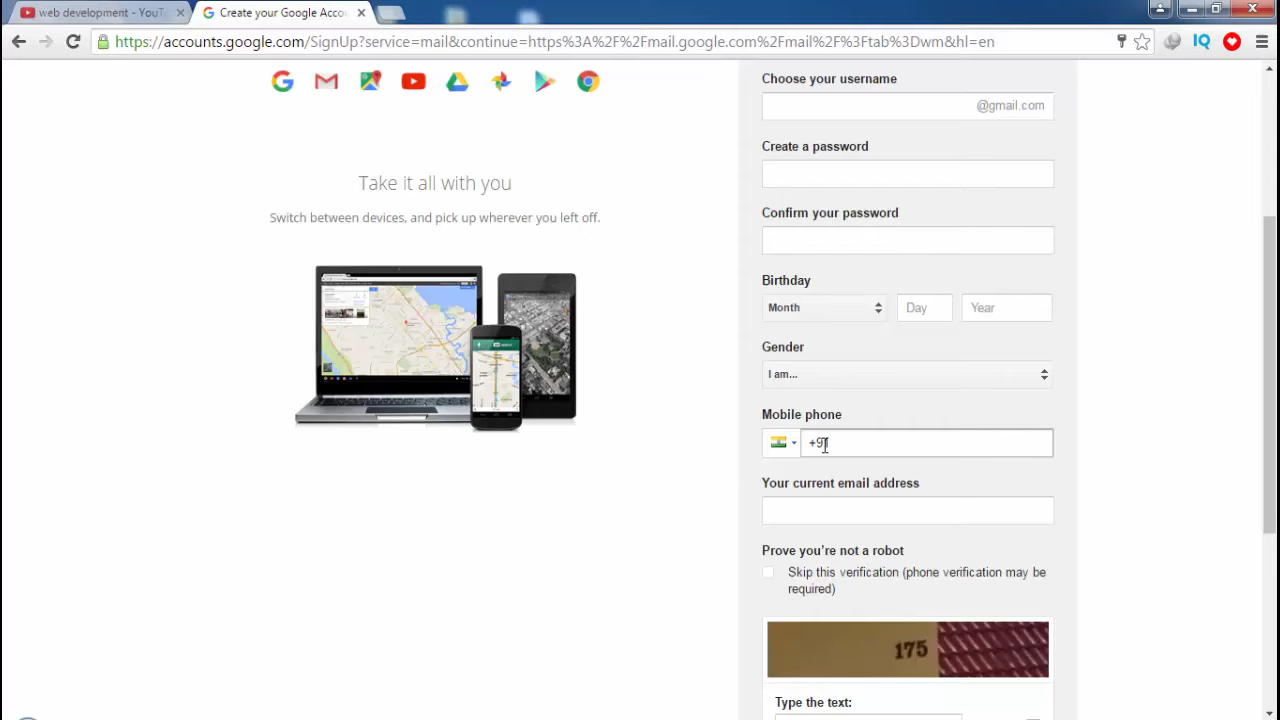 web development - YouT
Create your Google Accou
https://accounts.google.com/SignUp?service=mail&continue=https%3A%2F%2Fmail.google.com%2Fmail%2F%3Ftab%3Dwm&hl=en
Choose your username
@gmail.com
Create a password
Take it all with you
Confirm your password
Switch between devices, and pick up wherever you left off.
Birthday
Month
Day
Year
Gender
I am...
Mobile phone
+91
Your current email address
Prove you're not a robot
Skip this verification (phone verification may be
required)
175
Type the text: